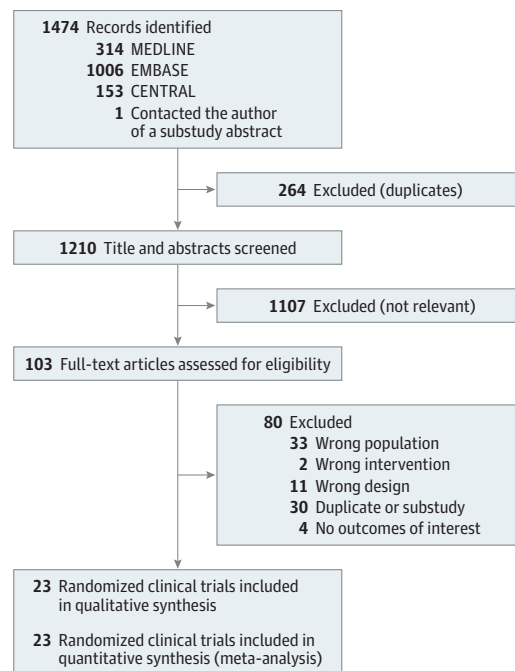 1474 Records identified
314 MEDLINE
1006 EMBASE
153 CENTRAL
1 Contacted the author
of a substudy abstract
264 Excluded (duplicates)
1210 Title and abstracts screened
1107 Excluded (not relevant)
103 Full-text articles assessed for eligibility
80 Excluded
33 Wrong population
2 Wrong intervention
11 Wrong design
30 Duplicate or substudy
4 No outcomes of interest
23 Randomized clinical trials included
in qualitative synthesis
23 Randomized clinical trials included in
quantitative synthesis (meta-analysis)